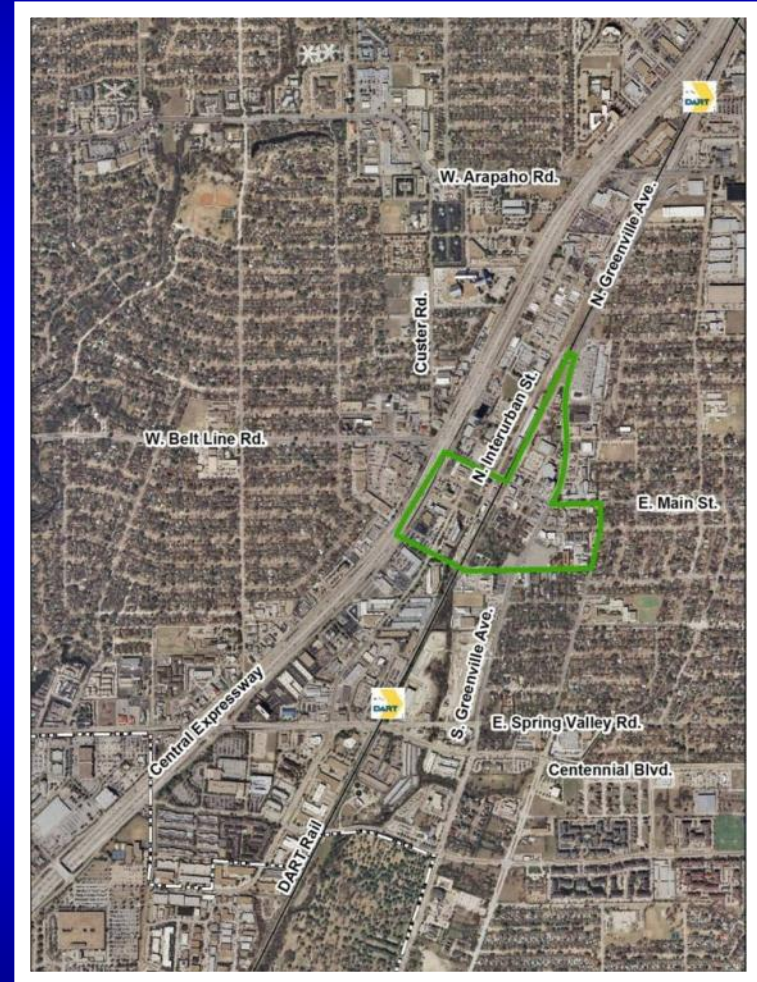 DART
W. Arapaho Rd.
N. Greenville Ave.
Custer Rd.
N. Interurban St.
W. Belt Line Rd.
E. Main St.
S. Greenville Ave.
Central Expressway
DART
E. Spring Valley Rd.
Centennial Blvd.
DART Rail